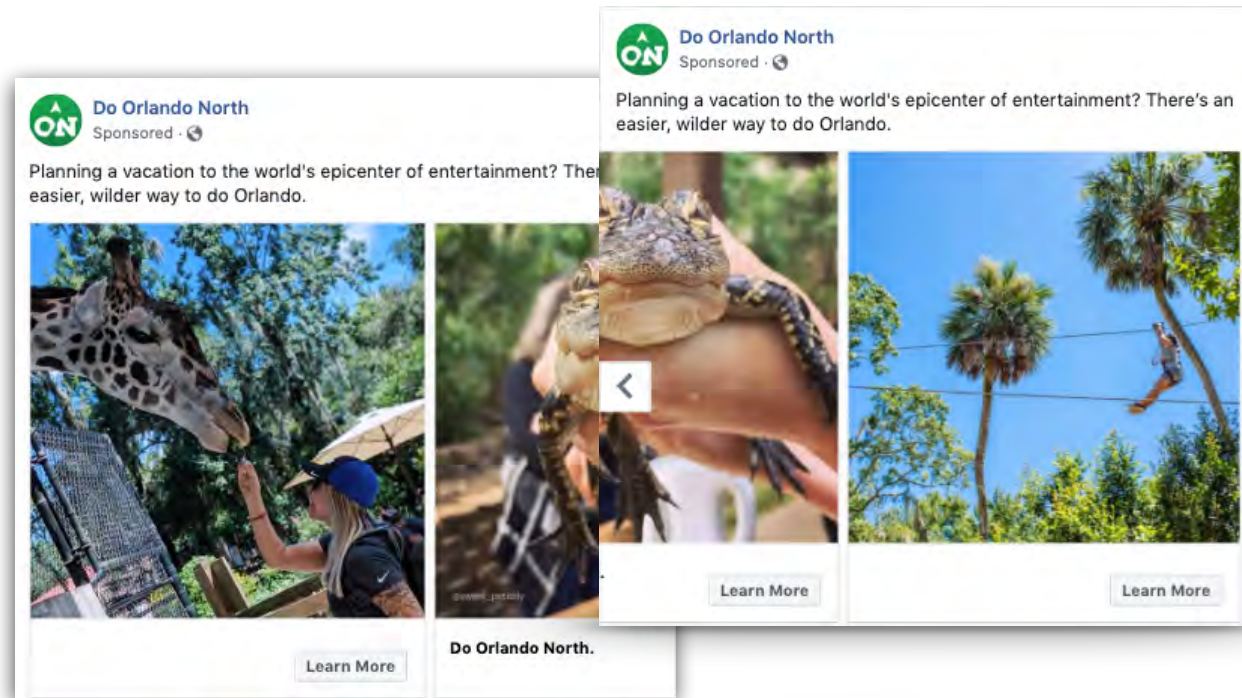 ON
Do Orlando North
Sponsored ·
Planning a vacation to the world's epicenter of entertainment? There's an
easier, wilder way to do Orlando.
Learn More
Learn More
ON
Do Orlando North
Sponsored ·
Planning a vacation to the world's epicenter of entertainment?
easier, wilder way to do Orlando.
Learn More
Do Orlando North.